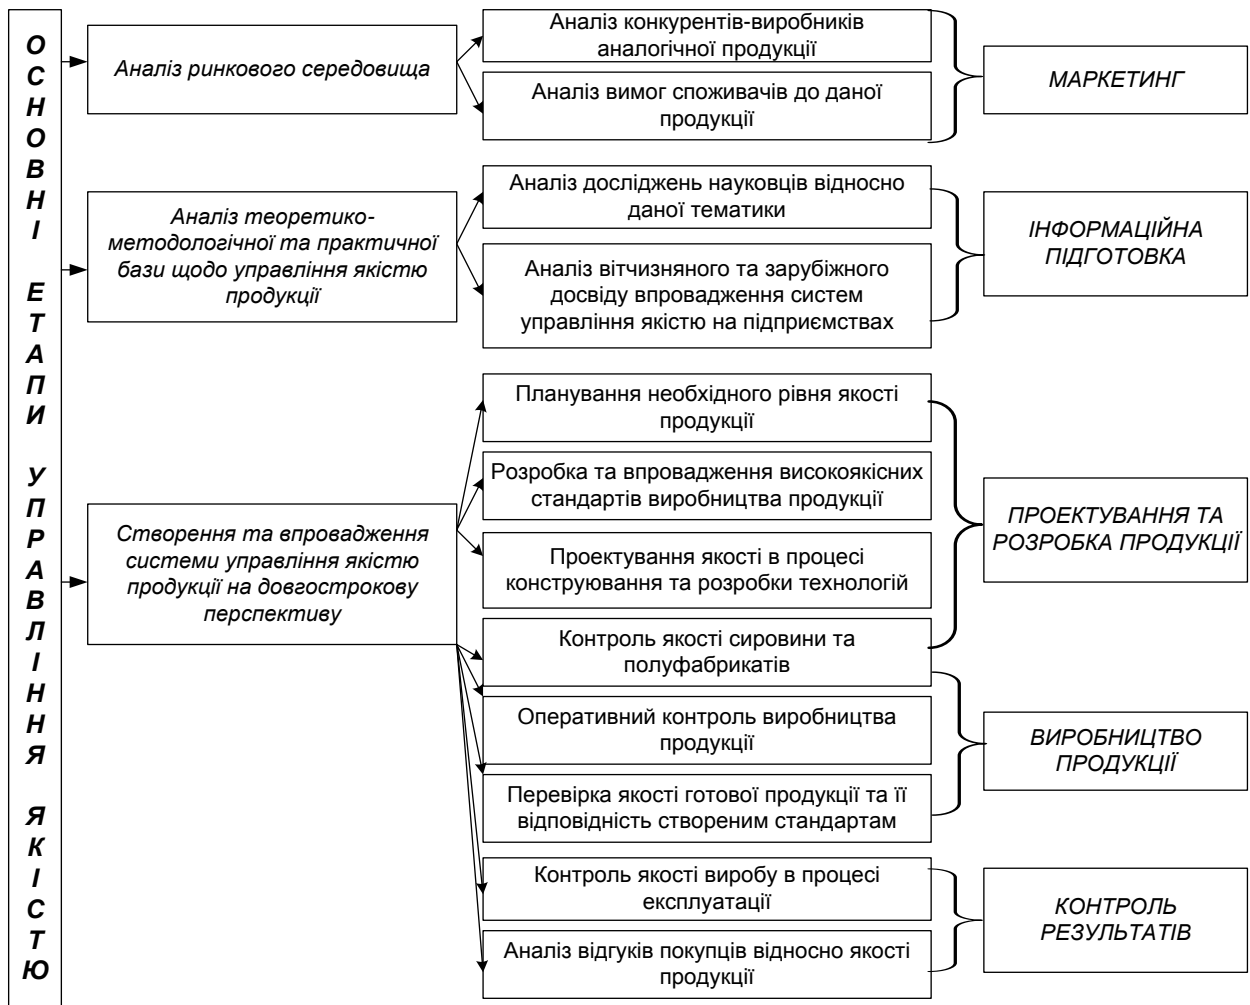 ОСНОВНІ ЕТАПИ УПРАВЛІННЯ ЯКІСТЮ
Аналіз ринкового середовища
Аналіз конкурентів-виробників
аналогічної продукції
Аналіз вимог споживачів до даної
продукції
МАРКЕТИНГ
Аналіз теоретико-
методологічної та практичної
бази щодо управління якістю
продукції
Аналіз досліджень науковців відносно
даної тематики
Аналіз вітчизняного та зарубіжного
досвіду впровадження систем
управління якістю на підприємствах
ІНФОРМАЦІЙНА
ПІДГОТОВКА
Створення та впровадження
системи управління якістю
продукції на довгострокову
перспективу
Планування необхідного рівня якості
продукції
Розробка та впровадження високоякісних
стандартів виробництва продукції
Проектування якості в процесі
конструювання та розробки технологій
Контроль якості сировини та
полуфабрикатів
ПРОЕКТУВАННЯ ТА
РОЗРОБКА ПРОДУКЦІЇ
Оперативний контроль виробництва
продукції
Перевірка якості готової продукції та її
відповідність створеним стандартам
ВИРОБНИЦТВО
ПРОДУКЦІЇ
Контроль якості виробу в процесі
експлуатації
Аналіз відгуків покупців відносно якості
продукції
КОНТРОЛЬ
РЕЗУЛЬТАТІВ